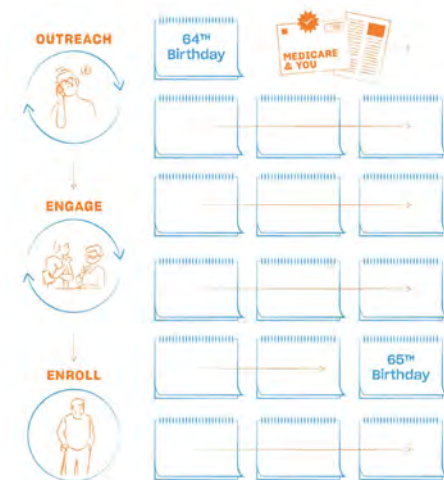 OUTREACH
64TH
Birthday
MEDICARE
& YOU
ENGAGE
ENROLL
65TH
Birthday